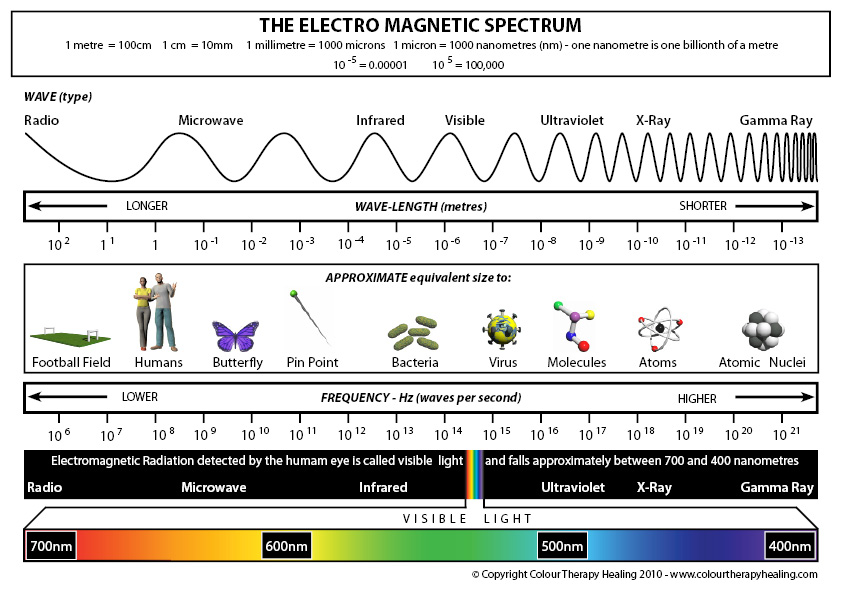 THE ELECTRO MAGNETIC SPECTRUM
1 metre = 100cm 1 cm = 10mm 1 millimetre = 1000 microns 1 micron = 1000 nanometres (nm) - one nanometre is one billionth of a metre
10 -5 = 0.00001 10 5 = 100,000
WAVE (type)
Radio Microwave Infrared Visible Ultraviolet X-Ray Gamma Ray
LONGER WAVE-LENGTH (metres) SHORTER
10 2 1 1 1 10 -1 10 -2 10 -3 10 -4 10 -5 10 -6 10 -7 10 -8 10 -9 10 -10 10 -11 10 -12 10 -13
APPROXIMATE equivalent size to:
Football Field Humans Butterfly Pin Point Bacteria Virus Molecules Atoms Atomic Nuclei
LOWER FREQUENCY - Hz (waves per second) HIGHER
10 6 10 7 10 8 10 9 10 10 10 11 10 12 10 13 10 14 10 15 10 16 10 17 10 18 10 19 10 20 10 21
Electromagnetic Radiation detected by the humam eye is called visible light and falls approximately between 700 and 400 nanometres
Radio Microwave Infrared Ultraviolet X-Ray Gamma Ray
VISIBLE LIGHT
700nm 600nm 500nm 400nm
© Copyright Colour Therapy Healing 2010 - www.colourtherapyhealing.com